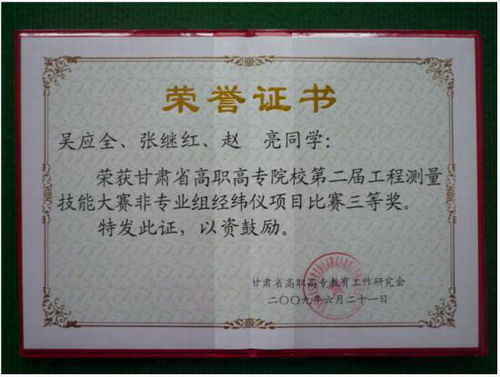 荣誉证书
吴应全、张继红、赵 亮同学:
荣获甘肃省高职高专院校第二届工程测量
技能大赛非专业组经纬仪项目比赛三等奖。
特发此证，以资鼓励。
甘肃省高职高专教育工作研究会
二〇〇九年六月二十一日